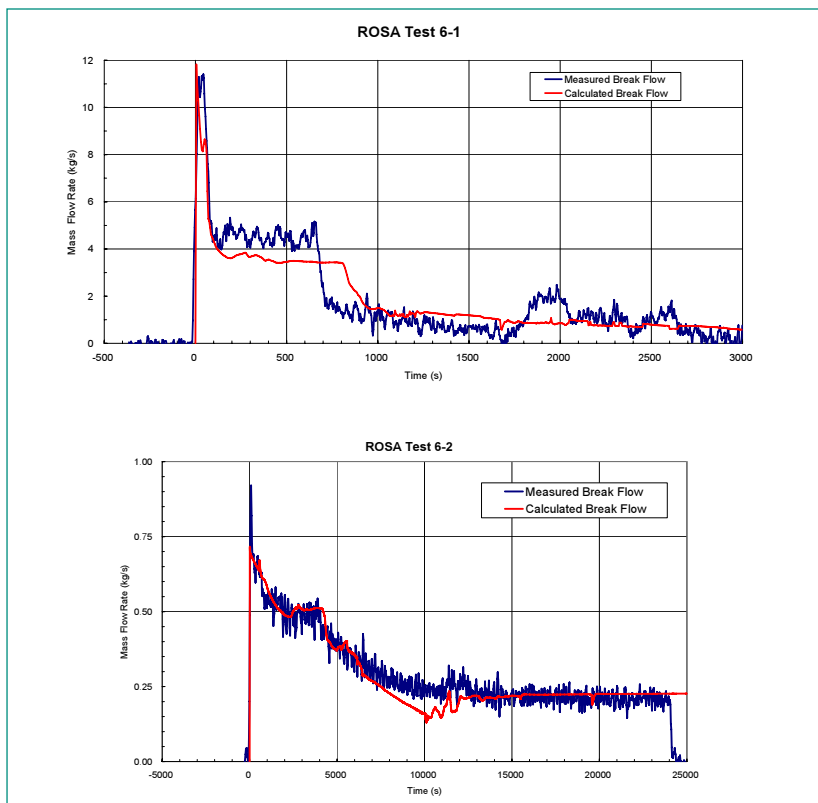 ROSA Test 6-1
12
10
8
6
4
2
0
Mass Flow Rate (kg/s)
Measured Break Flow
Calculated Break Flow
-500 0 500 1000 1500 2000 2500 3000
Time (s)
ROSA Test 6-2
1.00
0.75
0.50
0.25
0.00
Mass Flow Rate (kg/s)
Measured Break Flow
Calculated Break Flow
-5000 0 5000 10000 15000 20000 25000
Time (s)